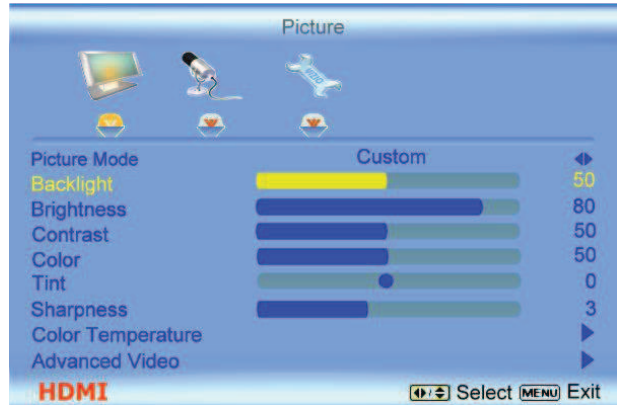 Picture
Picture Mode Custom
Backlight 50
Brightness 80
Contrast 50
Color 50
Tint 0
Sharpness 3
Color Temperature
Advanced Video
HDMI Select MENU Exit